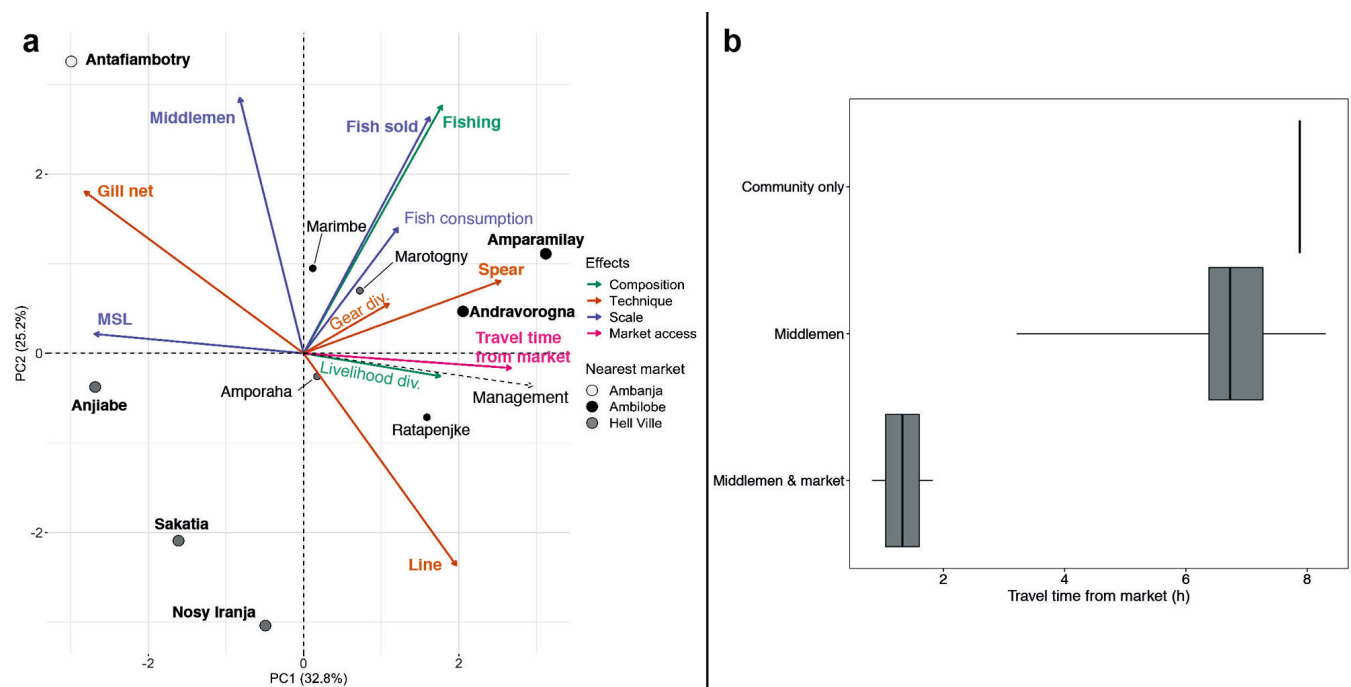 a
Antafiambotry
Middlemen
Fish sold
Fishing
Gill net
Fish consumption
Marimbe
Marotogny
Amparamilay
Spear
Gear div.
Andravorogna
MSL
Travel time
from market
Livelihood div.
Management
Amporaha
Anjiabe
Ratapenjke
Sakatia
Line
Nosy Iranja
2
0
-2
PC2 (25.2%)
-2
0
2
PC1 (32.8%)
Effects
Composition
Technique
Scale
Market access
Nearest market
Ambanja
Ambilobe
Hell Ville
b
Community only
Middlemen
Middlemen & market
2
4
6
8
Travel time from market (h)